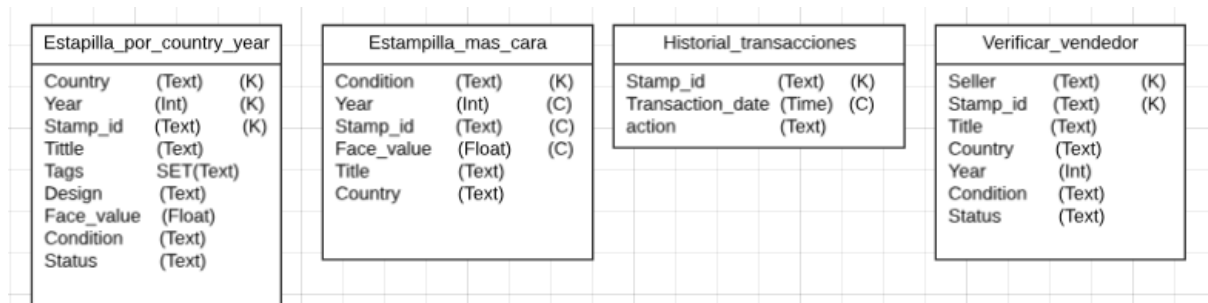 Estapilla_por_country_year
Country (Text) (K)
Year (Int) (K)
Stamp_id (Text) (K)
Tittle (Text)
Tags SET(Text)
Design (Text)
Face_value (Float)
Condition (Text)
Status (Text)
Estampilla_mas_cara
Condition (Text) (K)
Year (Int) (C)
Stamp_id (Text) (C)
Face_value (Float) (C)
Title (Text)
Country (Text)
Historial_transacciones
Stamp_id (Text) (K)
Transaction_date (Time) (C)
action (Text)
Verificar_vendedor
Seller (Text) (K)
Stamp_id (Text) (K)
Title (Text)
Country (Text)
Year (Int)
Condition (Text)
Status (Text)